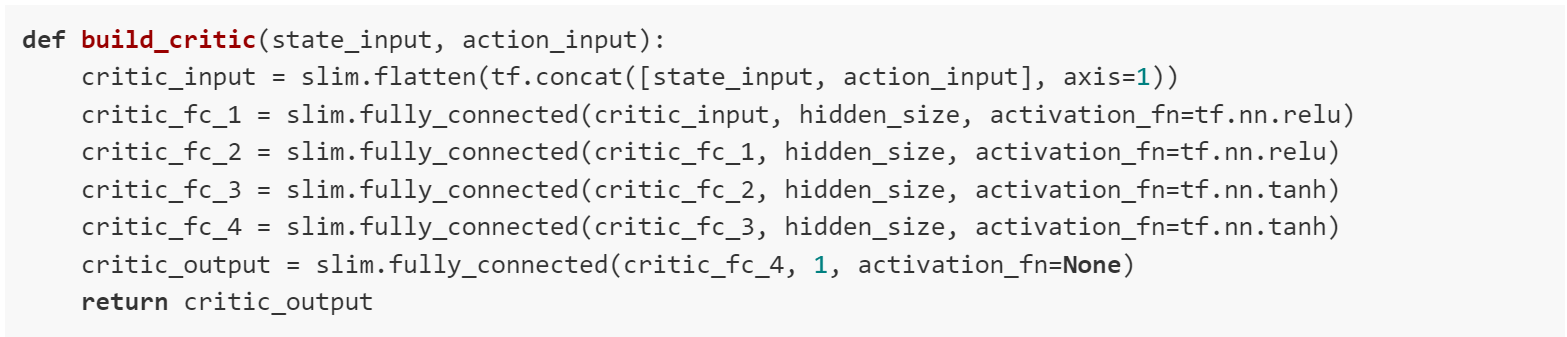 def build_critic(state_input, action_input):
    critic_input = slim.flatten(tf.concat([state_input, action_input], axis=1))
    critic_fc_1 = slim.fully_connected(critic_input, hidden_size, activation_fn=tf.nn.relu)
    critic_fc_2 = slim.fully_connected(critic_fc_1, hidden_size, activation_fn=tf.nn.relu)
    critic_fc_3 = slim.fully_connected(critic_fc_2, hidden_size, activation_fn=tf.nn.tanh)
    critic_fc_4 = slim.fully_connected(critic_fc_3, hidden_size, activation_fn=tf.nn.tanh)
    critic_output = slim.fully_connected(critic_fc_4, 1, activation_fn=None)
    return critic_output